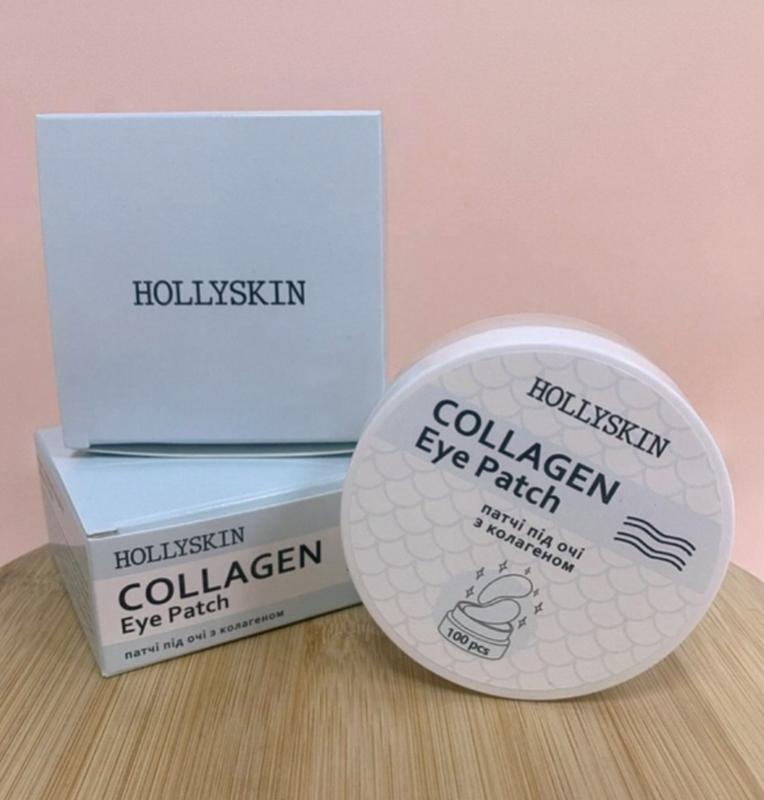 HOLLYSKIN
HOLLYSKIN
COLLAGEN
Eye Patch
патчі під очі з колагеном
HOLLYSKIN
COLLAGEN
Eye Patch
патчі під очі
з колагеном
100 pcs